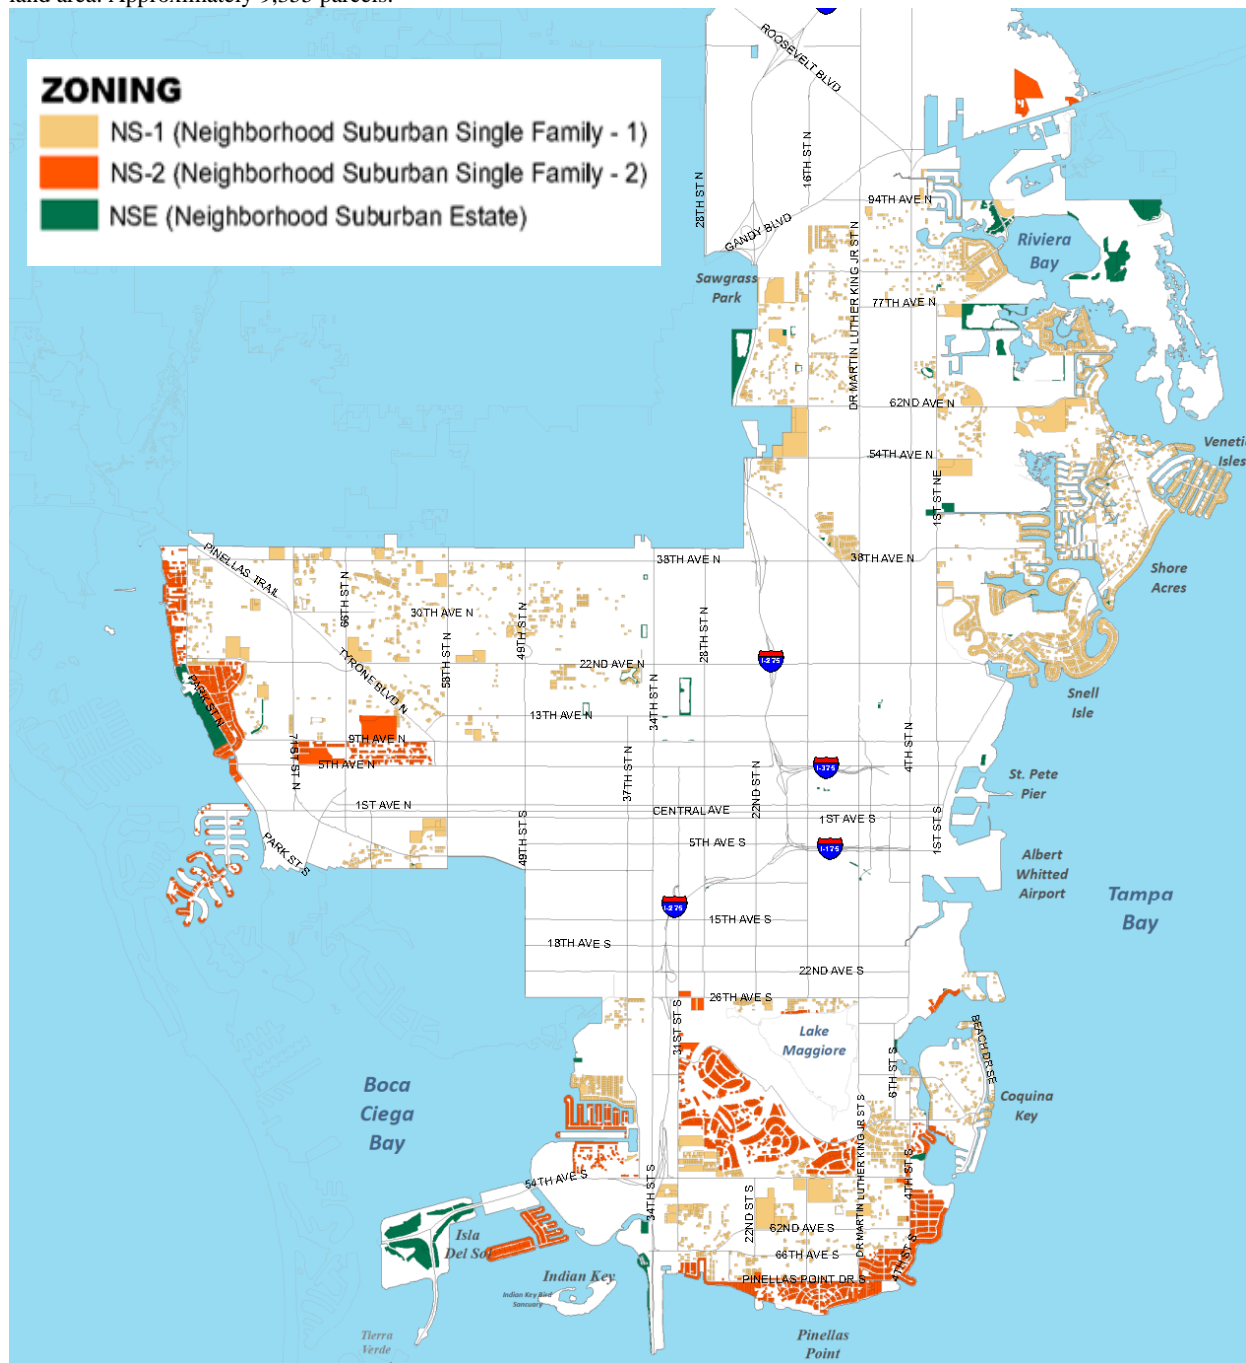 land area. Approximately 9,335 parcels.
ZONING
NS-1 (Neighborhood Suburban Single Family - 1)
NS-2 (Neighborhood Suburban Single Family - 2)
NSE (Neighborhood Suburban Estate)
ROOSEVELT BLVD
16TH ST N
28TH ST N
94TH AVE N
GANDY BLVD
Riviera
Bay
Sawgrass
Park
DR MARTIN LUTHER KING JR ST N
77TH AVE N
62ND AVE N
54TH AVE N
Venetia
Isles
1ST ST NE
38TH AVE N
38TH AVE N
Shore
Acres
PINELLAS TRAIL
66TH ST N
30TH AVE N
49TH ST N
58TH ST N
28TH ST N
22ND AVE N
I-275
TYRONE BLVD N
34TH ST N
PARK ST N
Snell
Isle
13TH AVE N
9TH AVE N
71ST ST N
5TH AVE N
4TH ST N
37TH ST N
22ND ST N
I-375
St. Pete
Pier
1ST AVE N
CENTRAL AVE
1ST AVE S
1ST ST S
49TH ST S
5TH AVE S
I-175
PARK ST S
Albert
Whitted
Airport
Tampa
Bay
I-275
15TH AVE S
18TH AVE S
22ND AVE S
26TH AVE S
31ST ST S
Lake
Maggiore
BEACH DR SE
6TH ST S
Boca
Ciega
Bay
Coquina
Key
DR MARTIN LUTHER KING JR ST S
4TH ST S
54TH AVE S
34TH ST S
22ND ST S
62ND AVE S
Isla
Del Sol
66TH AVE S
4TH ST S
PINELLAS POINT DR S
Indian Key
Indian Key Bird
Sancuary
Tierra
Verde
Pinellas
Point